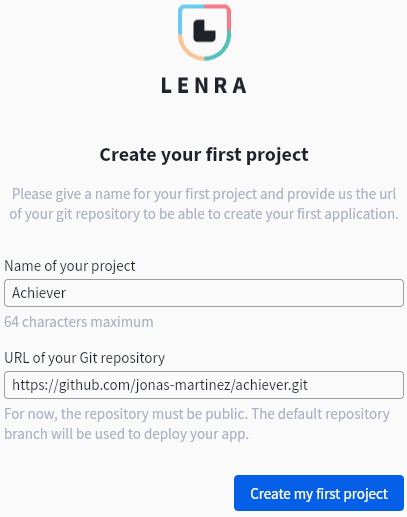 LENRA
Create your first project
Please give a name for your first project and provide us the url
of your git repository to be able to create your first application.
Name of your project
Achiever
64 characters maximum
URL of your Git repository
https://github.com/jonas-martinez/achiever.git
For now, the repository must be public. The default repository
branch will be used to deploy your app.
Create my first project